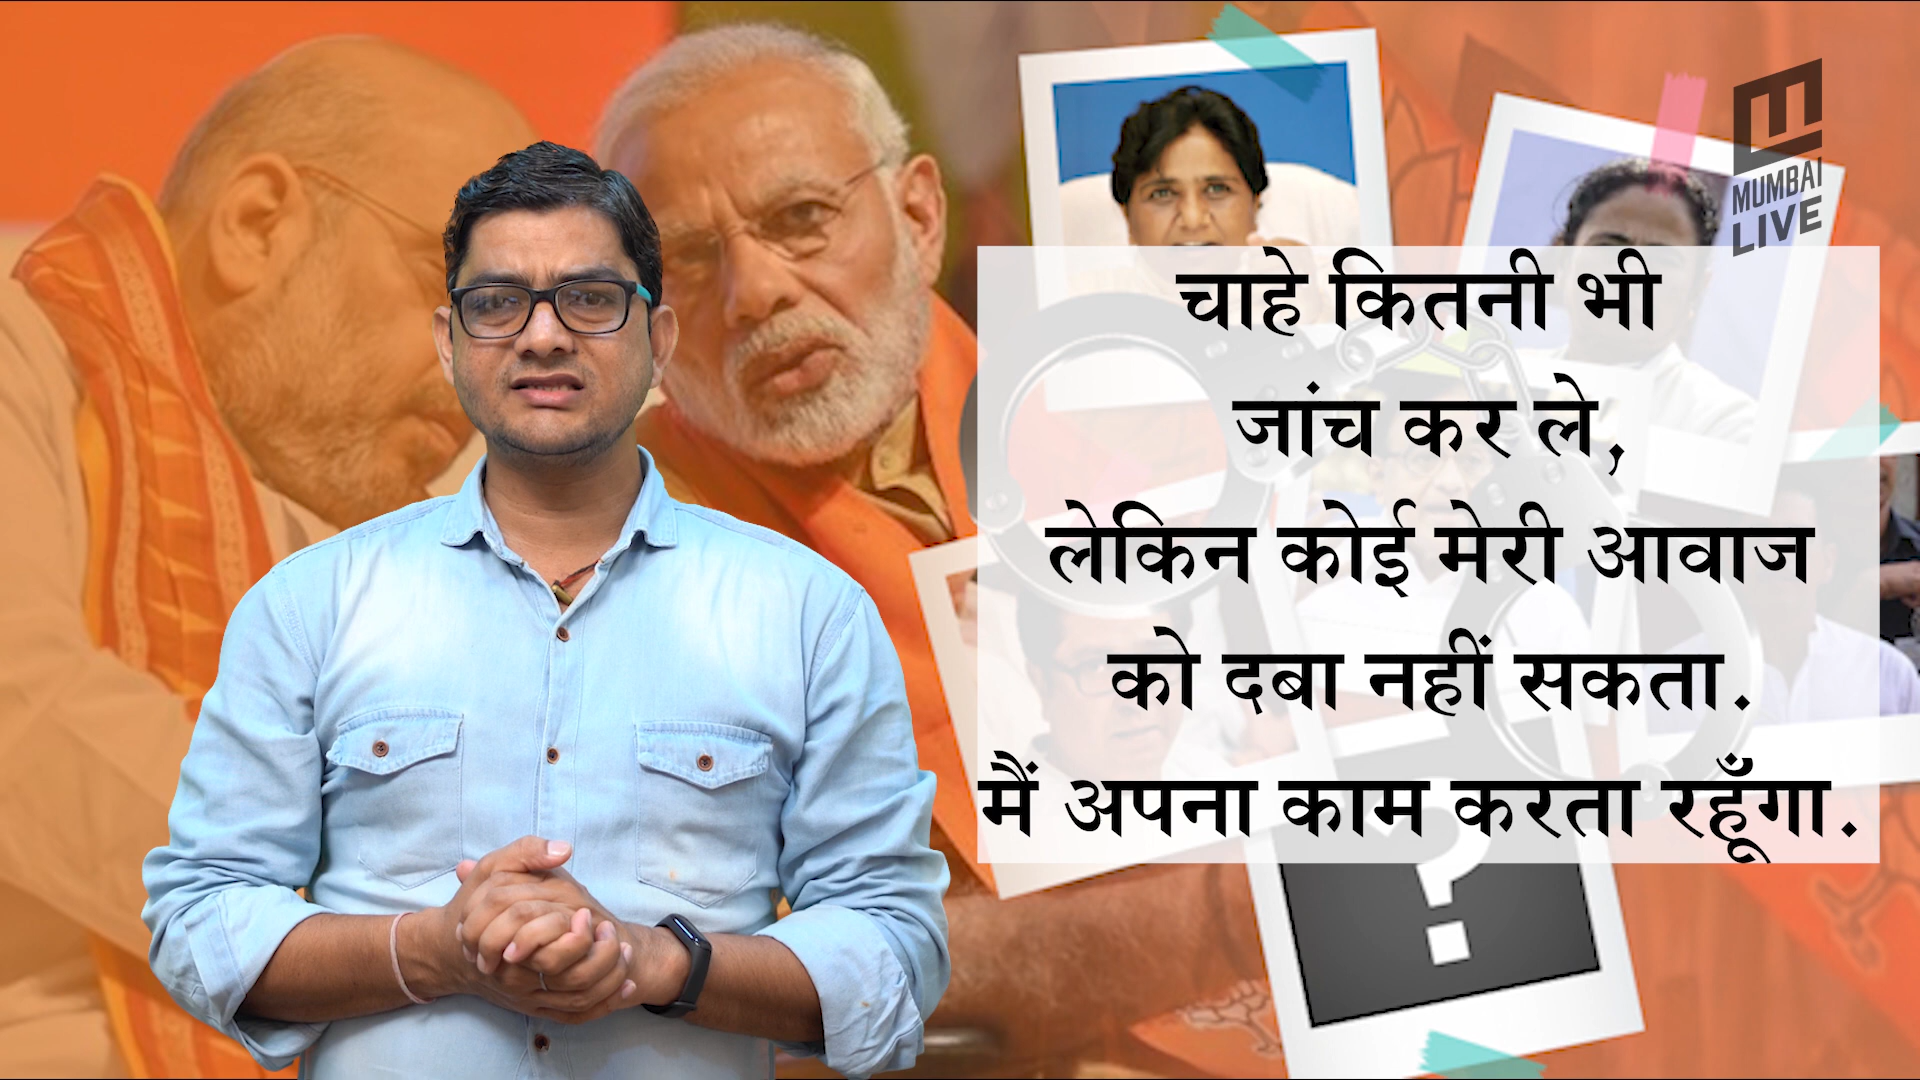 MUMBAI
LIVE
चाहे कितनी भी
जांच कर ले,
लेकिन कोई मेरी आवाज
को दबा नहीं सकता.
मैं अपना काम करता रहूँगा.
?